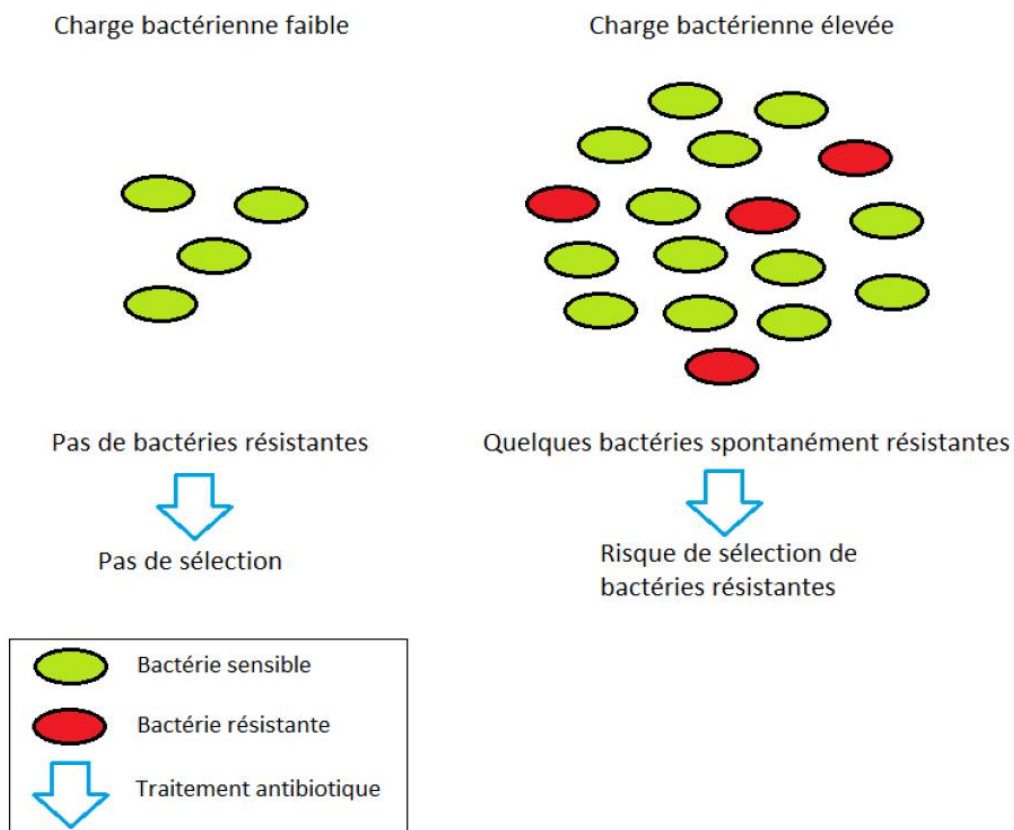 Charge bactérienne faible
Charge bactérienne élevée
Pas de bactéries résistantes
Quelques bactéries spontanément résistantes
Pas de sélection
Risque de sélection de
bactéries résistantes
Bactérie sensible
Bactérie résistante
Traitement antibiotique